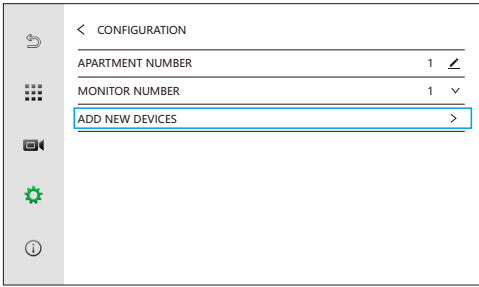 CONFIGURATION
APARTMENT NUMBER 1
MONITOR NUMBER 1
ADD NEW DEVICES